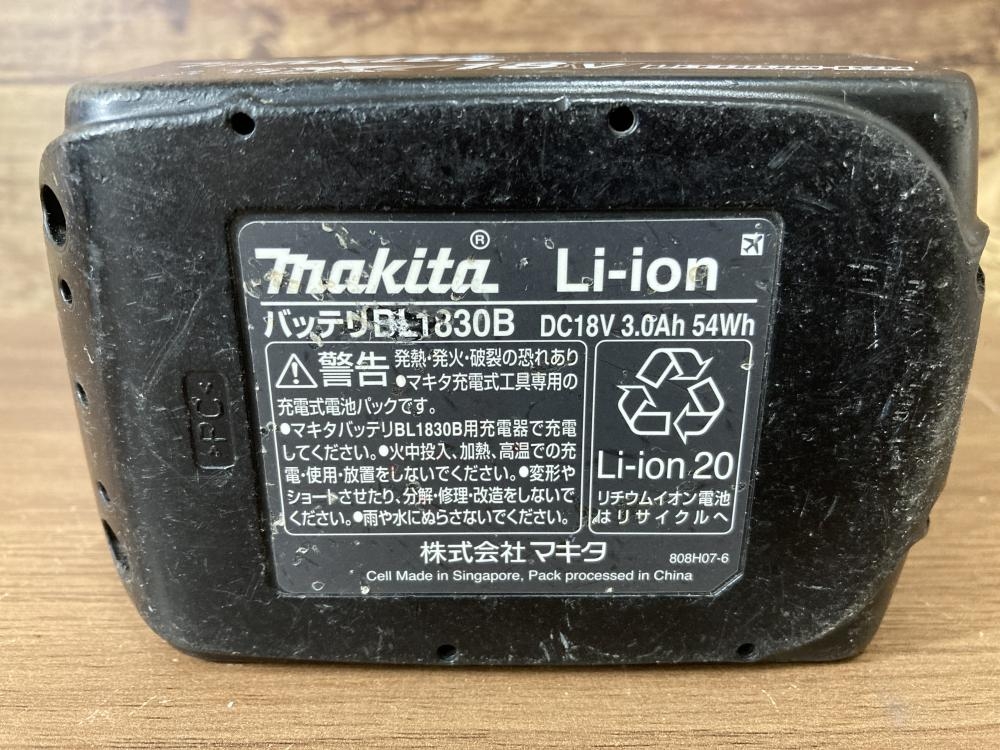 makita® Li-ion
バッテリBL1830B DC18V 3.0Ah 54Wh
警告 発熱・発火・破裂の恐れあり
●マキタ充電式工具専用の
充電式電池パックです。
●マキタバッテリBL1830B用充電器で充電
してください。●火中投入、加熱、高温での充
電・使用・放置をしないでください。●変形や
ショートさせたり、分解・修理・改造をしないで
ください。●雨や水にぬらさないでください。
Li-ion 20
リチウムイオン電池
はリサイクルへ
株式会社 マキタ
808H07-6
Cell Made in Singapore, Pack processed in China
>PC<